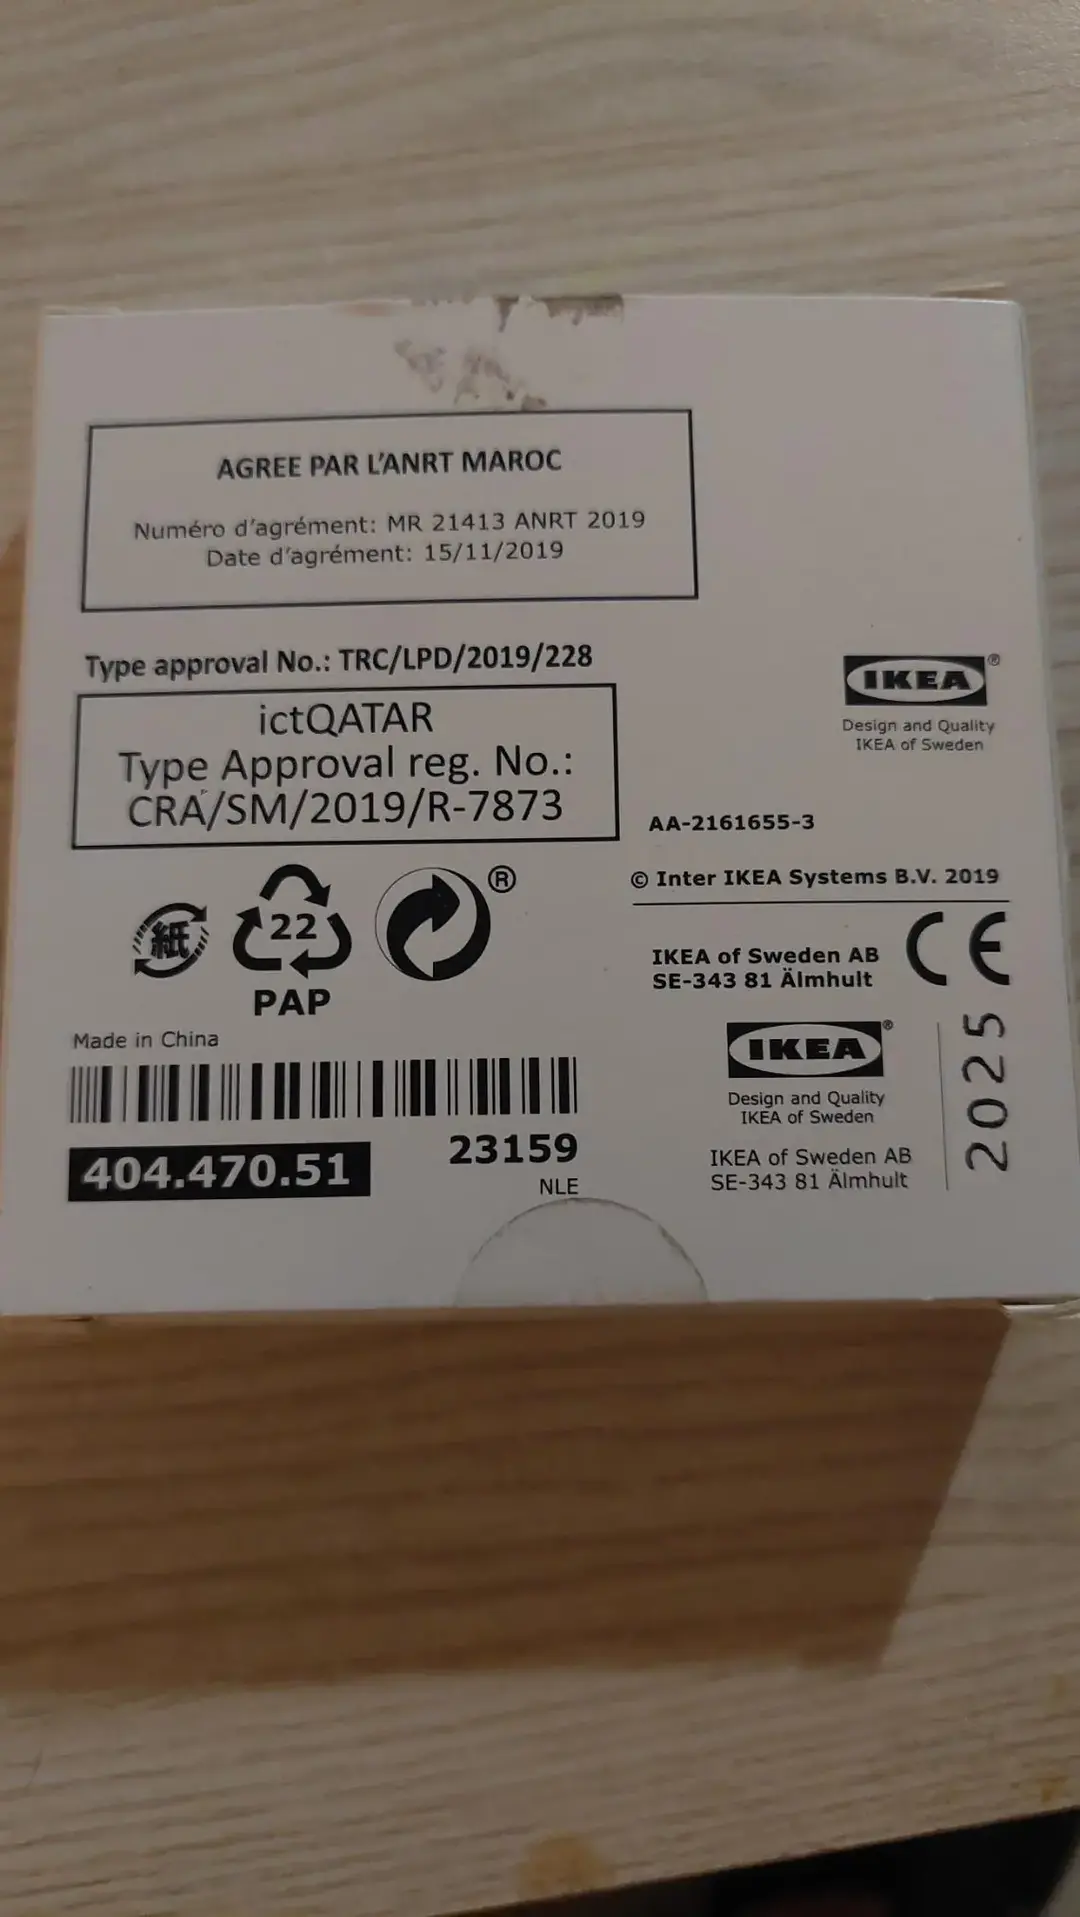 AGREE PAR L'ANRT MAROC
Numéro d'agrément: MR 21413 ANRT 2019
Date d'agrément: 15/11/2019
Type approval No.: TRC/LPD/2019/228
ictQATAR
Type Approval reg. No.:
CRA/SM/2019/R-7873
IKEA®
Design and Quality
IKEA of Sweden
AA-2161655-3
© Inter IKEA Systems B.V. 2019
紙
22
PAP
®
IKEA of Sweden AB
SE-343 81 Älmhult
CE
Made in China
404.470.51
23159
NLE
IKEA®
Design and Quality
IKEA of Sweden
IKEA of Sweden AB
SE-343 81 Älmhult
2025